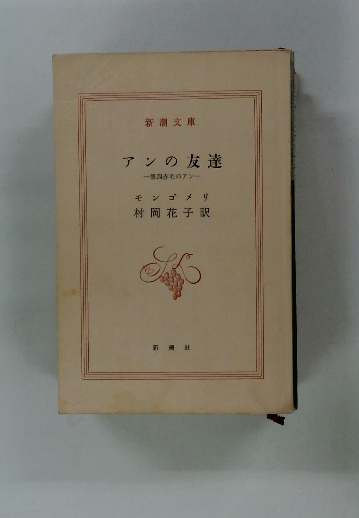 新潮文庫
アンの友達
―第四赤毛のアン―
モンゴメリ
村岡花子訳
新潮社